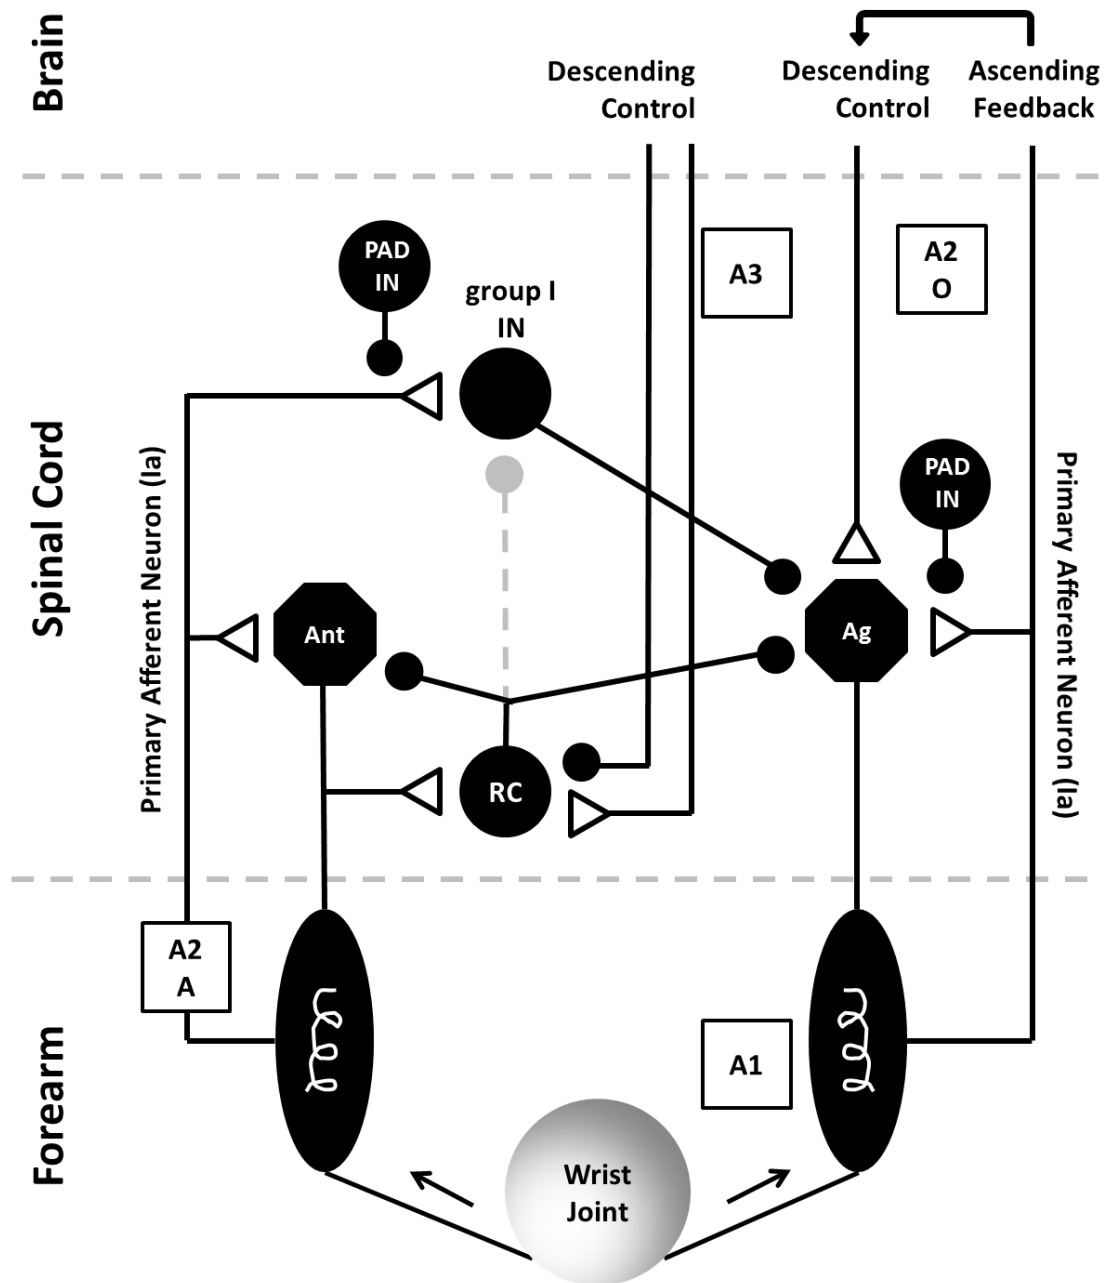 Brain
Descending
Control
Descending
Control
Ascending
Feedback
PAD
IN
group I
IN
A3
A2
O
Spinal Cord
Primary Afferent Neuron (Ia)
PAD
IN
Primary Afferent Neuron (Ia)
Ant
Ag
RC
A2
A
Forearm
A1
Wrist
Joint